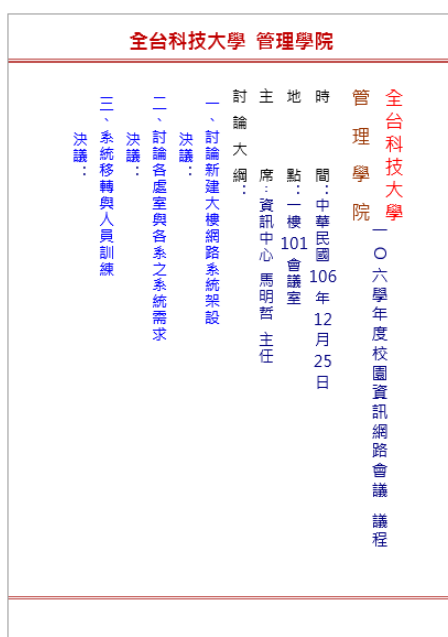 全台科技大學 管理學院
全台科技大學
管理學院
一○六學年度校園資訊網路會議 議程
時 間：中華民國 106 年 12 月 25 日
地 點：一樓 101 會議室
主 席：資訊中心 馬明哲 主任
討論大綱：
一、討論新建大樓網路系統架設
決議：
二、討論各處室與各系之系統需求
決議：
三、系統移轉與人員訓練
決議：